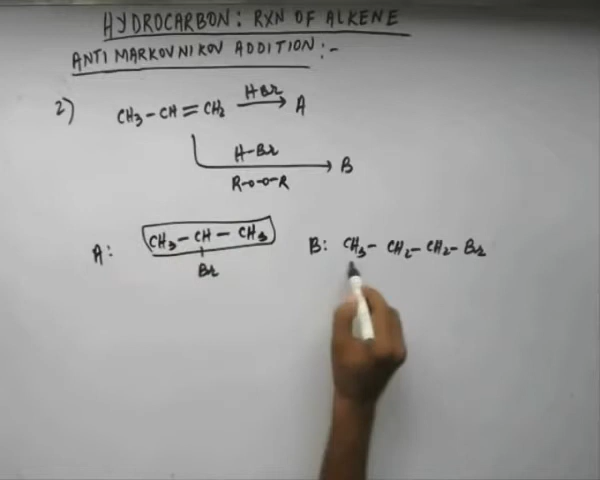 HYDROCARBON: RXN OF ALKENE
ANTI MARKOVNIKOV ADDITION:-
2) CH₃-CH=CH₂ HBr → A
H-Br
R-O-O-R → B
A: CH₃-CH-CH₃ B: CH₃-CH₂-CH₂-Br
Br